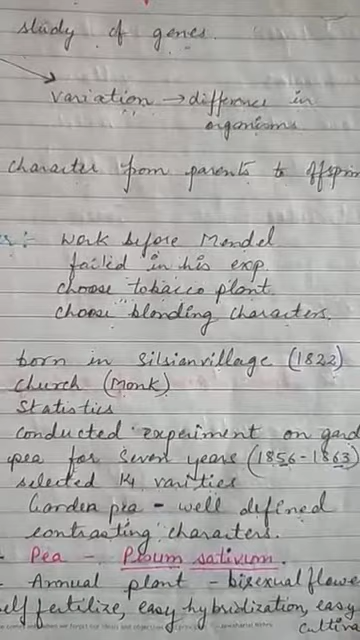 study of genes.
variation → difference in
organisms
character from parents to offsprin
work before Mendel
failed in his exp.
choose tobacco plant.
choose blending characters.
born in Silsianvillage (1822)
church (Monk)
Statistics
conducted experiment on gard
pea for Seven years (1856-1863)
selected 14 varities
Garden pea - well defined
contrasting characters.
- Pea - Pisum sativum.
- Annual plant - bisexual flowe
elf fertilize, easy hybridization, easy
cultiva